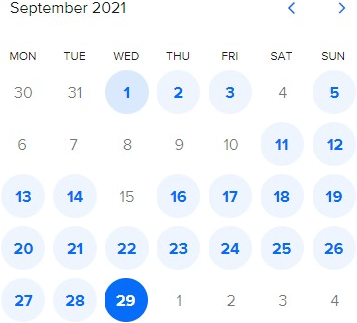 September 2021
MON TUE WED THU FRI SAT SUN
30 31 1 2 3 4 5
6 7 8 9 10 11 12
13 14 15 16 17 18 19
20 21 22 23 24 25 26
27 28 29 1 2 3 4